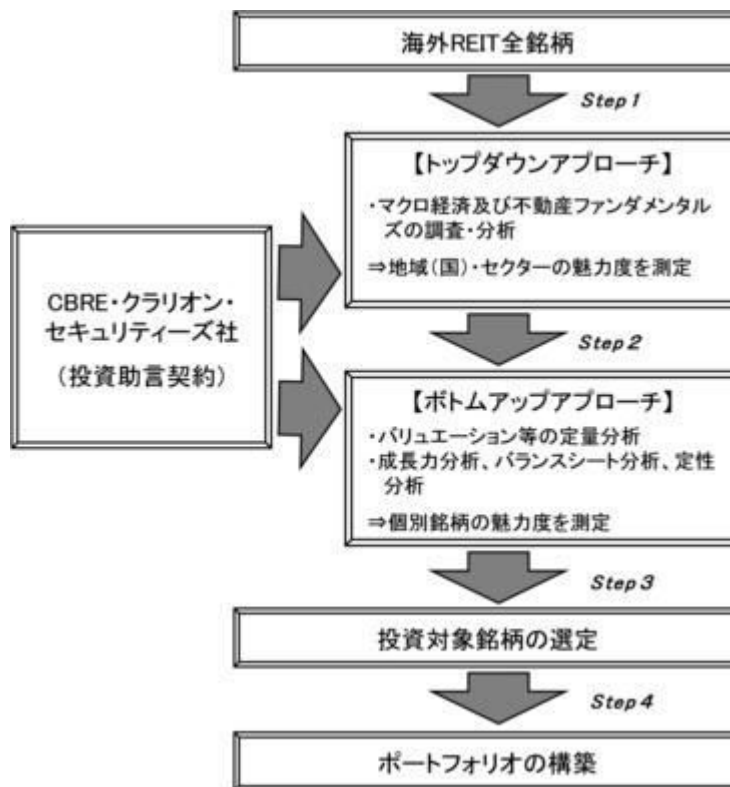 海外REIT全銘柄
Step1
【トップダウンアプローチ】
・マクロ経済及び不動産ファンダメンタル
ズの調査・分析
⇒地域(国)・セクターの魅力度を測定
CBRE・クラリオン・
セキュリティーズ社
(投資助言契約)
Step2
【ボトムアップアプローチ】
・バリュエーション等の定量分析
・成長力分析、バランスシート分析、定性
分析
⇒個別銘柄の魅力度を測定
Step3
投資対象銘柄の選定
Step4
ポートフォリオの構築